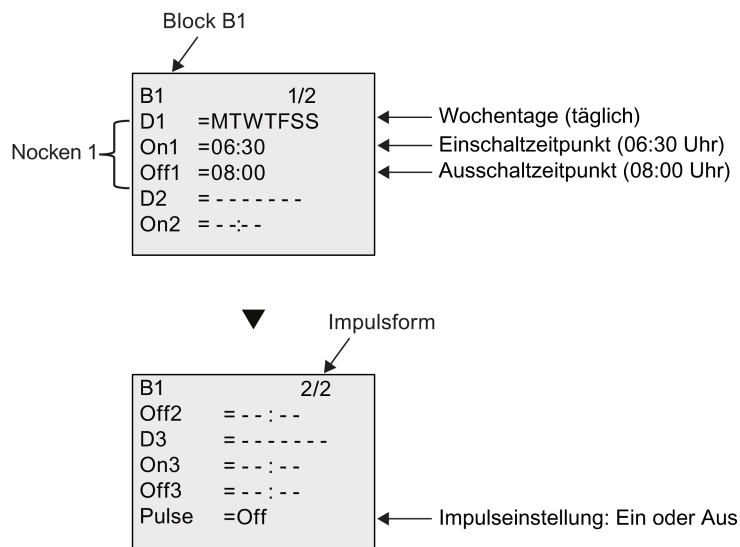 Block B1
B1 1/2
D1 =MTWTFSS
On1 =06:30
Off1 =08:00
D2 = - - - - - - -
On2 = - -:- -
Nocken 1
Wochentage (täglich)
Einschaltzeitpunkt (06:30 Uhr)
Ausschaltzeitpunkt (08:00 Uhr)
Impulsform
B1 2/2
Off2 = - - : - -
D3 = - - - - - - -
On3 = - - : - -
Off3 = - - : - -
Pulse =Off
Impulseinstellung: Ein oder Aus